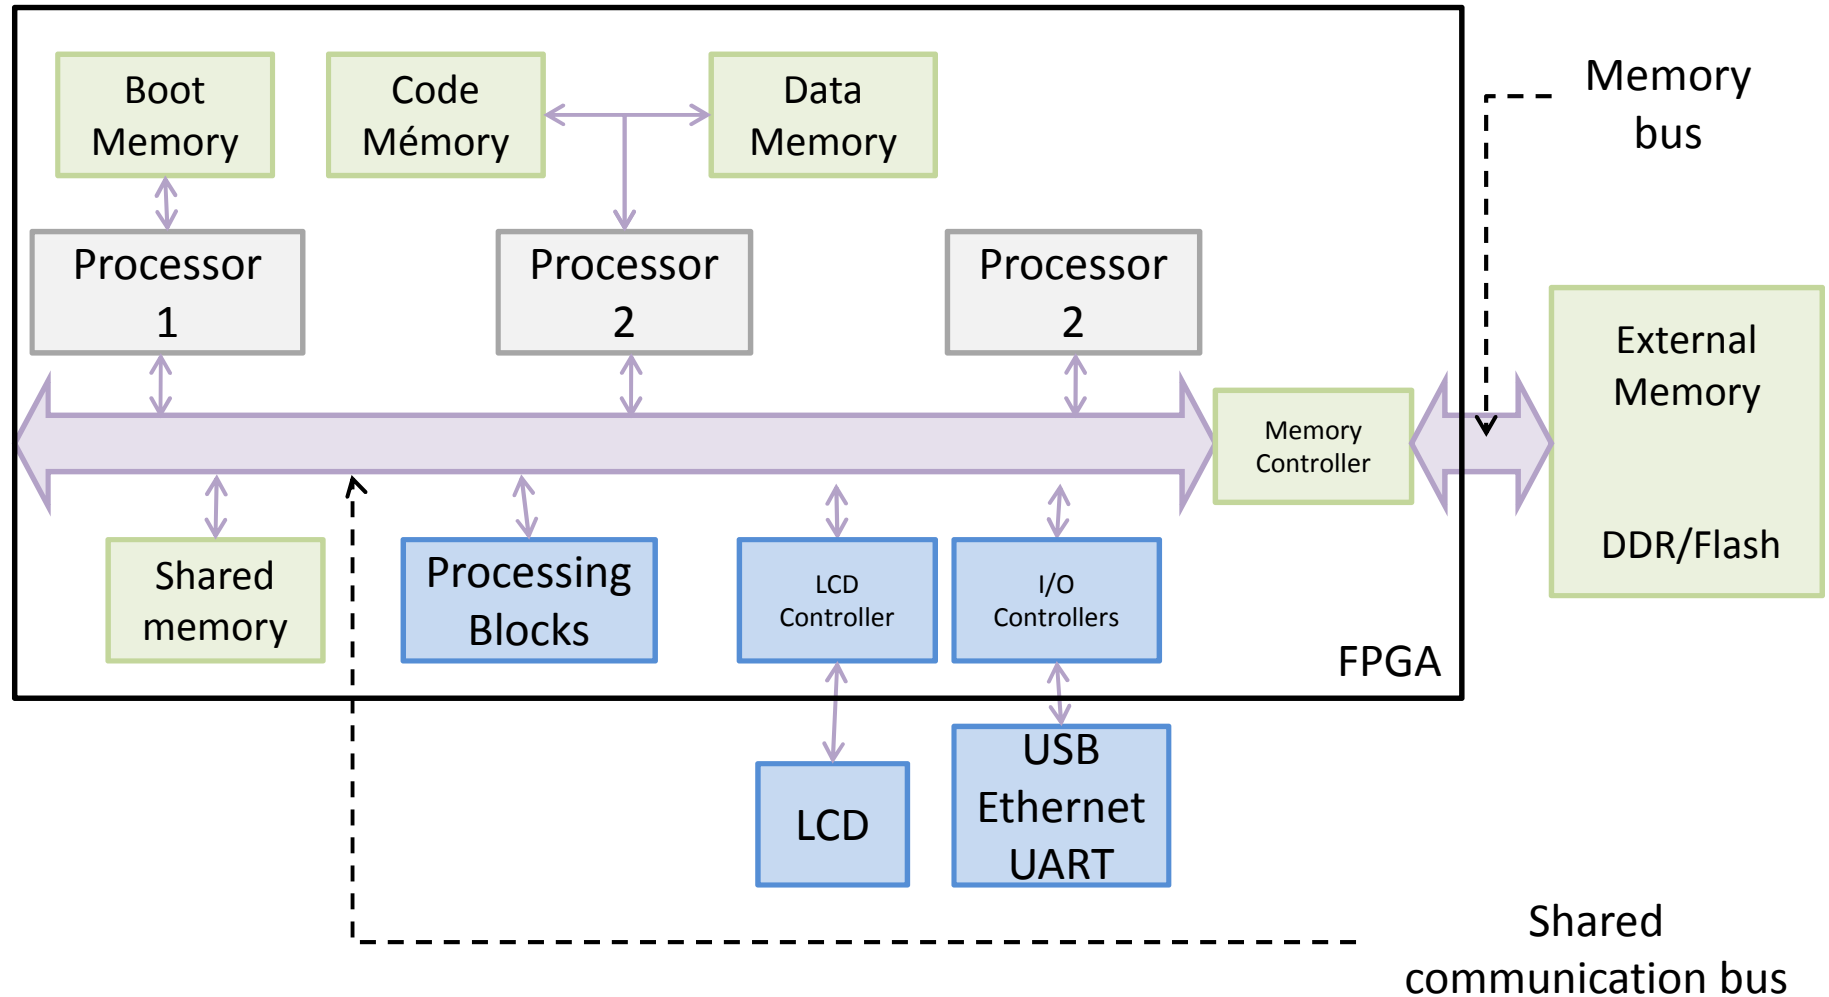 Boot
Memory
Code
Mémory
Data
Memory
Memory
bus
Processor
1
Processor
2
Processor
2
External
Memory
DDR/Flash
Memory
Controller
Shared
memory
Processing
Blocks
LCD
Controller
I/O
Controllers
FPGA
LCD
USB
Ethernet
UART
Shared
communication bus